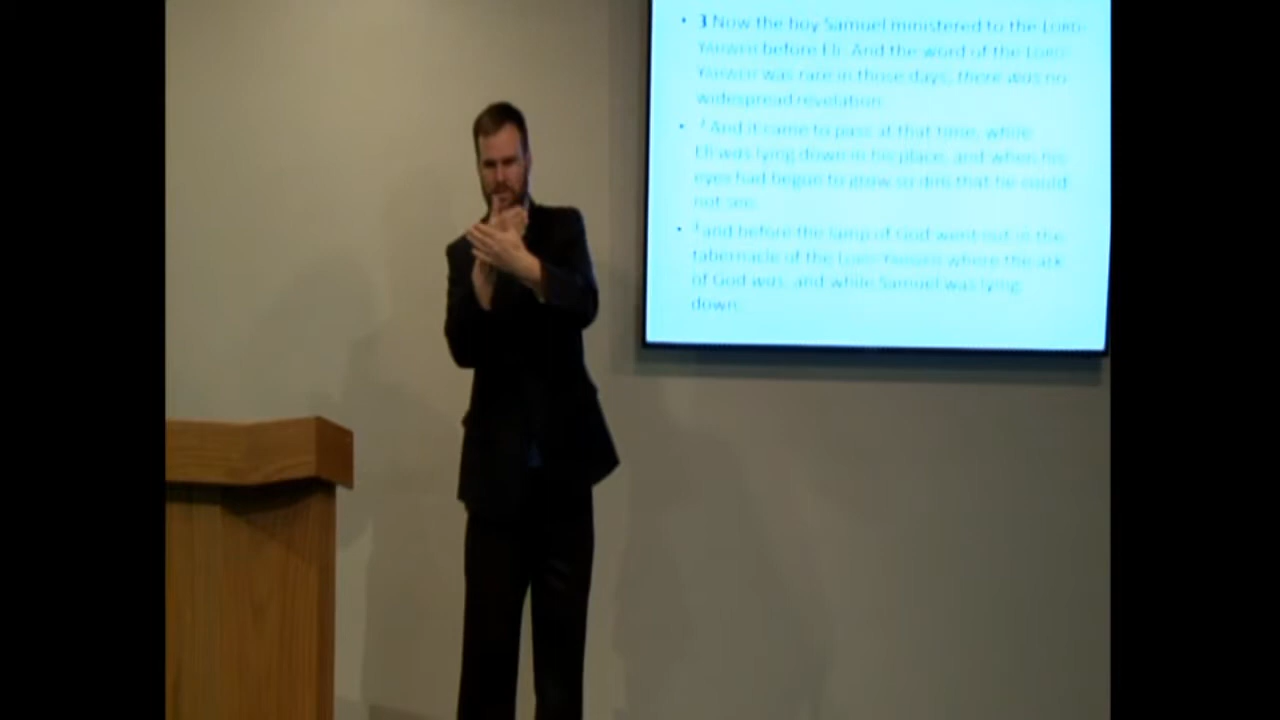 • 3 Now the boy Samuel ministered to the LORD-
YAHWEH before Eli. And the word of the LORD-
YAHWEH was rare in those days; there was no
widespread revelation.
• 2 And it came to pass at that time, while
Eli was lying down in his place, and when his
eyes had begun to grow so dim that he could
not see,
• 3 and before the lamp of God went out in the
tabernacle of the LORD-YAHWEH where the ark
of God was, and while Samuel was lying
down